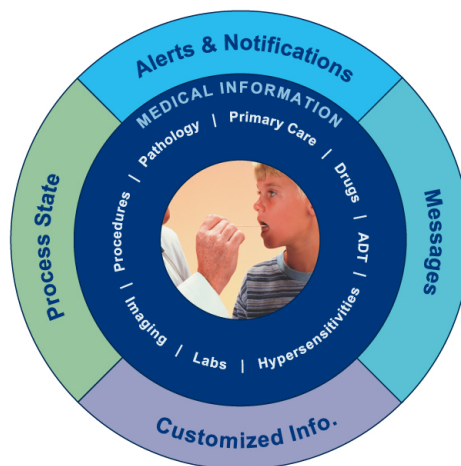 Alerts & Notifications
Messages
Customized Info.
Process State
MEDICAL INFORMATION
Pathology | Primary Care | Drugs | ADT | Hypersensitivities | Labs | Imaging | Procedures |